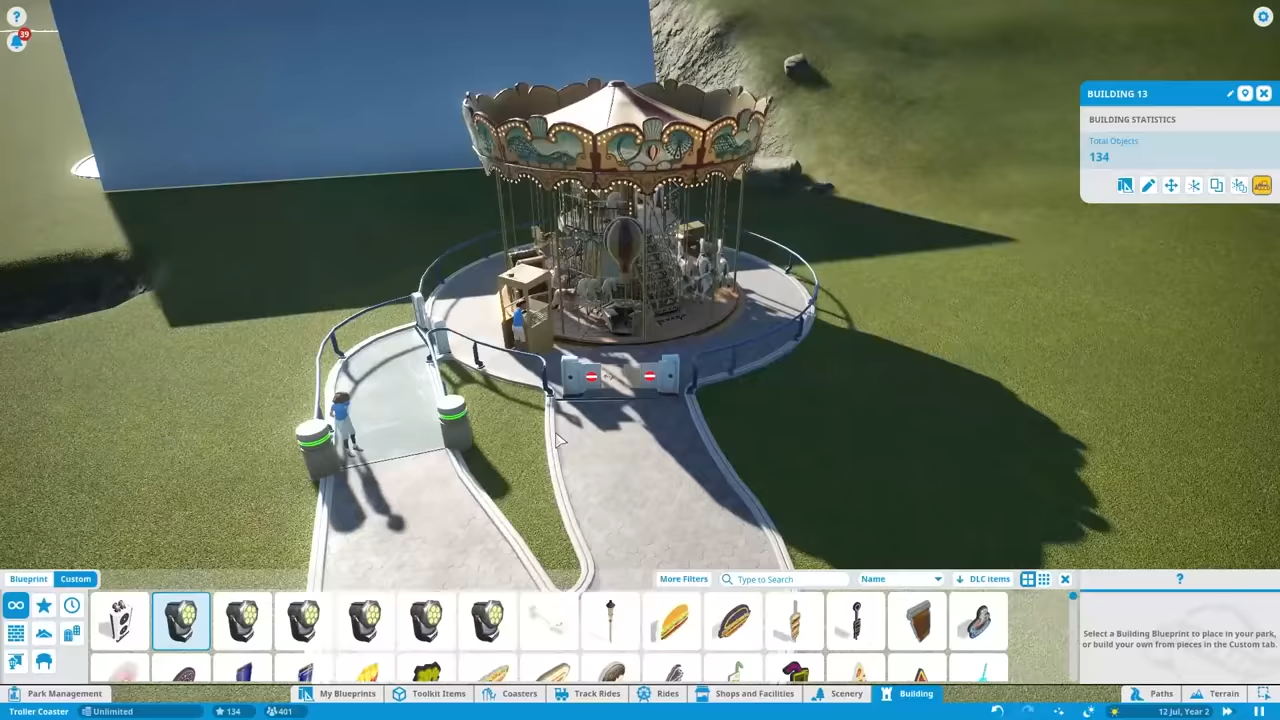 ?
39
BUILDING 13
BUILDING STATISTICS
Total Objects
134
Blueprint
Custom
More Filters
Type to Search
Name
DLC items
?
Select a Building Blueprint to place in your park,
or build your own from pieces in the Custom tab.
Park Management
My Blueprints
Toolkit Items
Coasters
Track Rides
Rides
Shops and Facilities
Scenery
Building
Paths
Terrain
Troller Coaster
Unlimited
134
401
12 Jul, Year 2